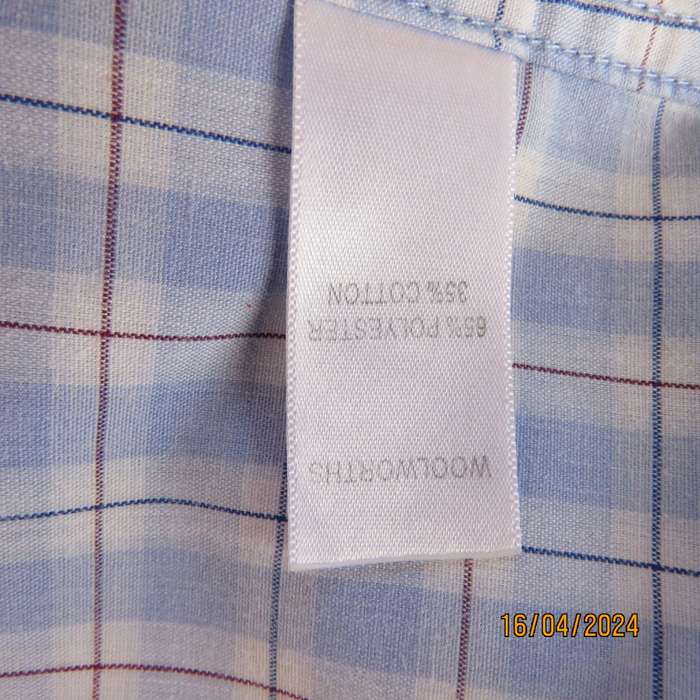 WOOLWORTHS
65% POLYESTER
35% COTTON
16/04/2024